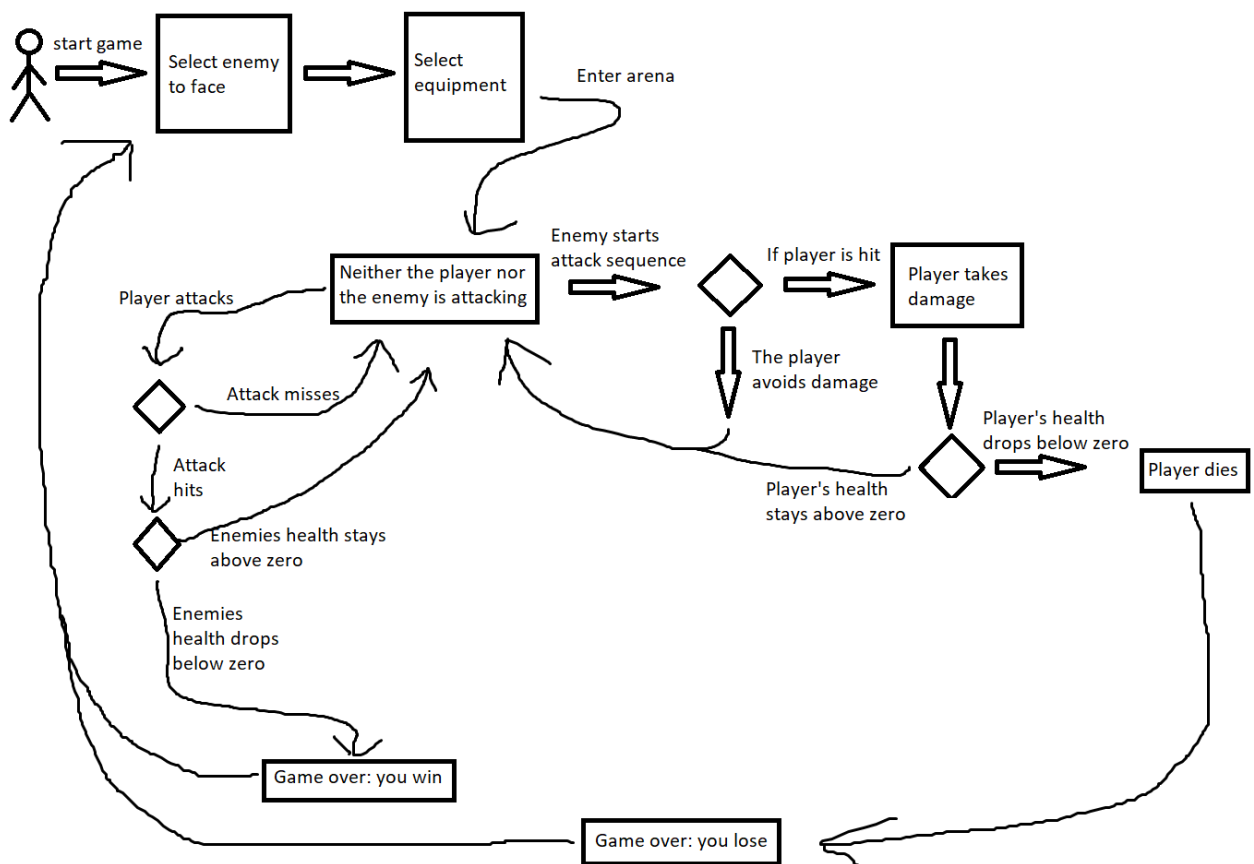 start game
Select enemy
to face
Select
equipment
Enter arena
Neither the player nor
the enemy is attacking
Enemy starts
attack sequence
If player is hit
Player takes
damage
Player attacks
The player
avoids damage
Attack misses
Player's health
drops below zero
Player dies
Attack
hits
Player's health
stays above zero
Enemies health stays
above zero
Enemies
health drops
below zero
Game over: you win
Game over: you lose